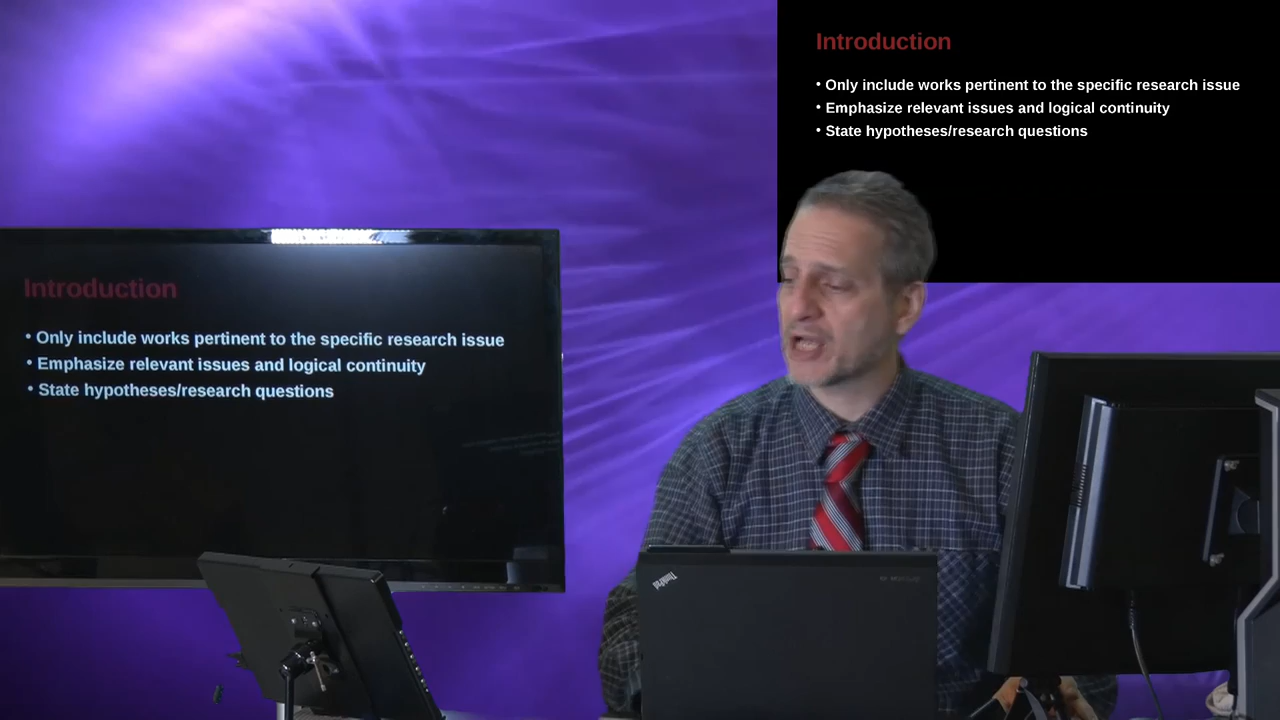 Introduction
• Only include works pertinent to the specific research issue
• Emphasize relevant issues and logical continuity
• State hypotheses/research questions
Introduction
• Only include works pertinent to the specific research issue
• Emphasize relevant issues and logical continuity
• State hypotheses/research questions
ThinkPad